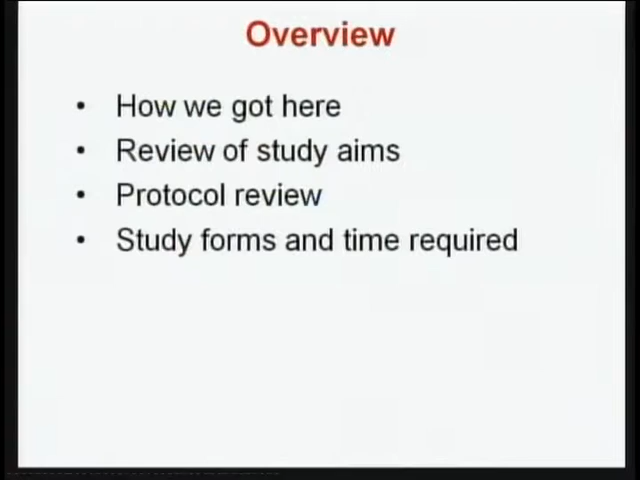 Overview
• How we got here
• Review of study aims
• Protocol review
• Study forms and time required